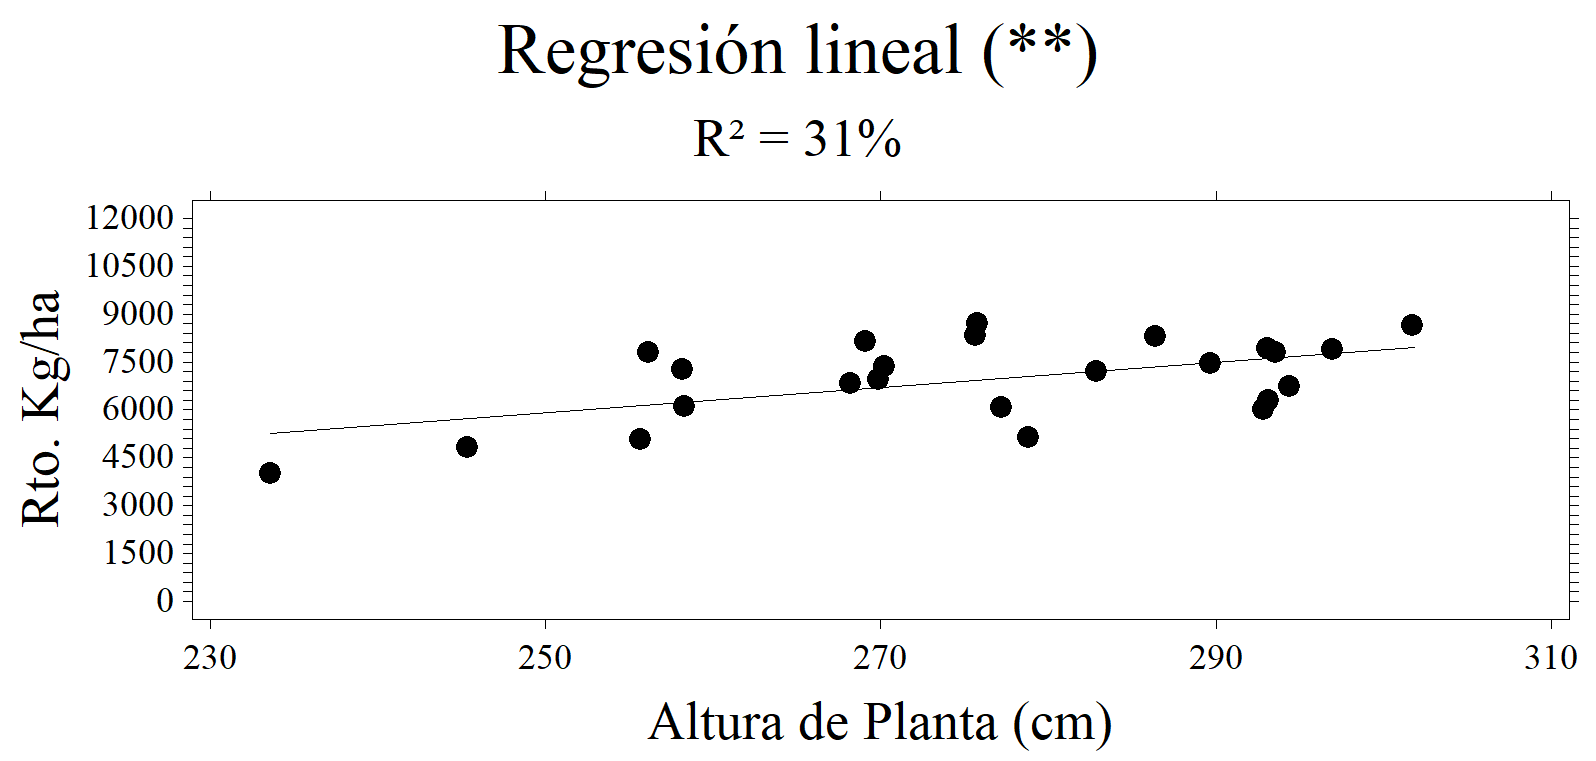 Regresión lineal (**)
R² = 31%
12000
10500
9000
7500
6000
4500
3000
1500
0
Rto. Kg/ha
230 250 270 290 310
Altura de Planta (cm)